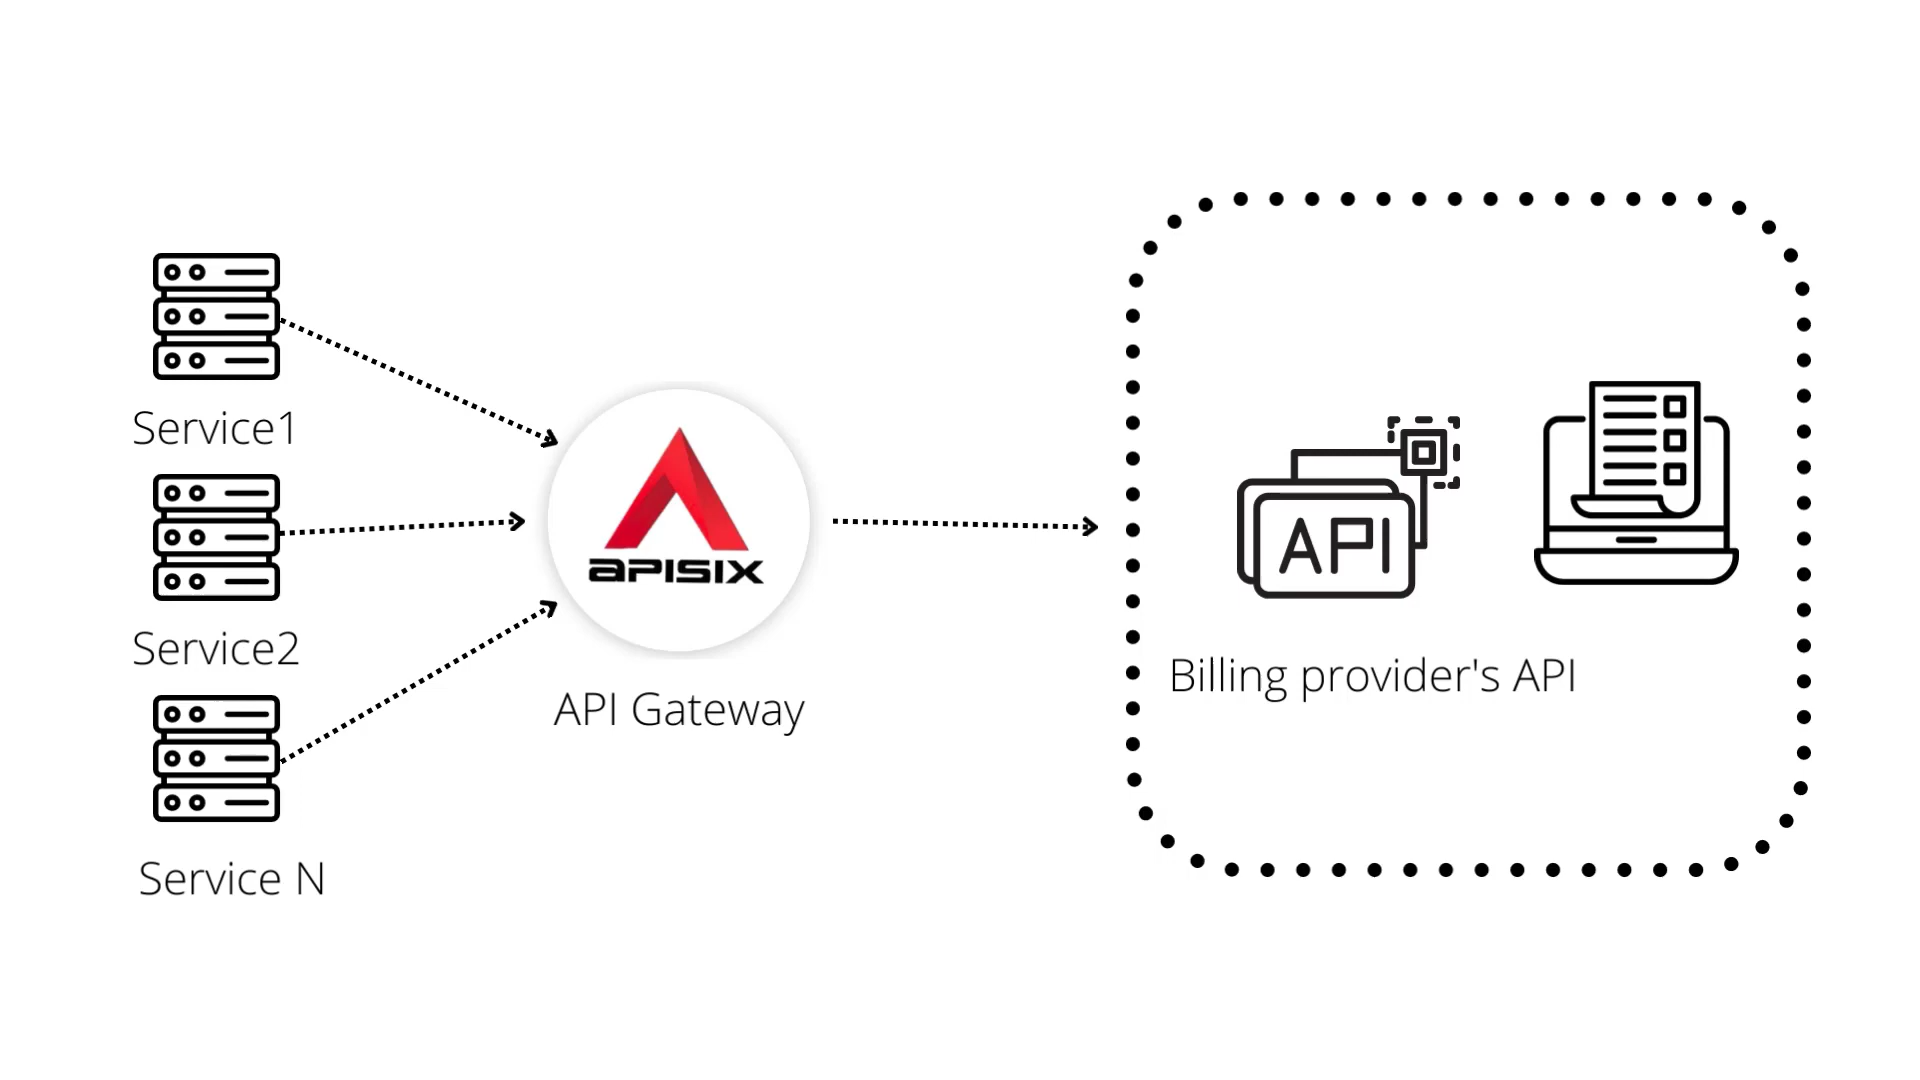 Service1
Service2
Service N
APISIX
API Gateway
API
Billing provider's API